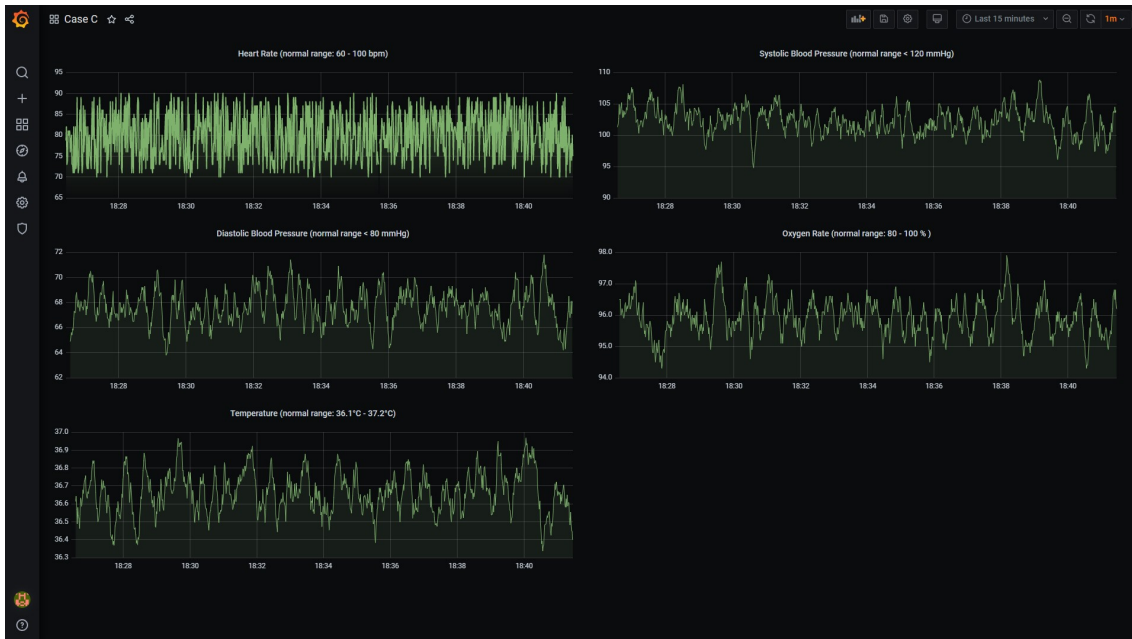 Case C
Last 15 minutes
1m
Heart Rate (normal range: 60 - 100 bpm)
95
90
85
80
75
70
65
18:28 18:30 18:32 18:34 18:36 18:38 18:40
Systolic Blood Pressure (normal range < 120 mmHg)
110
105
100
95
90
18:28 18:30 18:32 18:34 18:36 18:38 18:40
Diastolic Blood Pressure (normal range < 80 mmHg)
72
70
68
66
64
62
18:28 18:30 18:32 18:34 18:36 18:38 18:40
Oxygen Rate (normal range: 80 - 100 % )
98.0
97.0
96.0
95.0
94.0
18:28 18:30 18:32 18:34 18:36 18:38 18:40
Temperature (normal range: 36.1°C - 37.2°C)
37.0
36.9
36.8
36.7
36.6
36.5
36.4
36.3
18:28 18:30 18:32 18:34 18:36 18:38 18:40